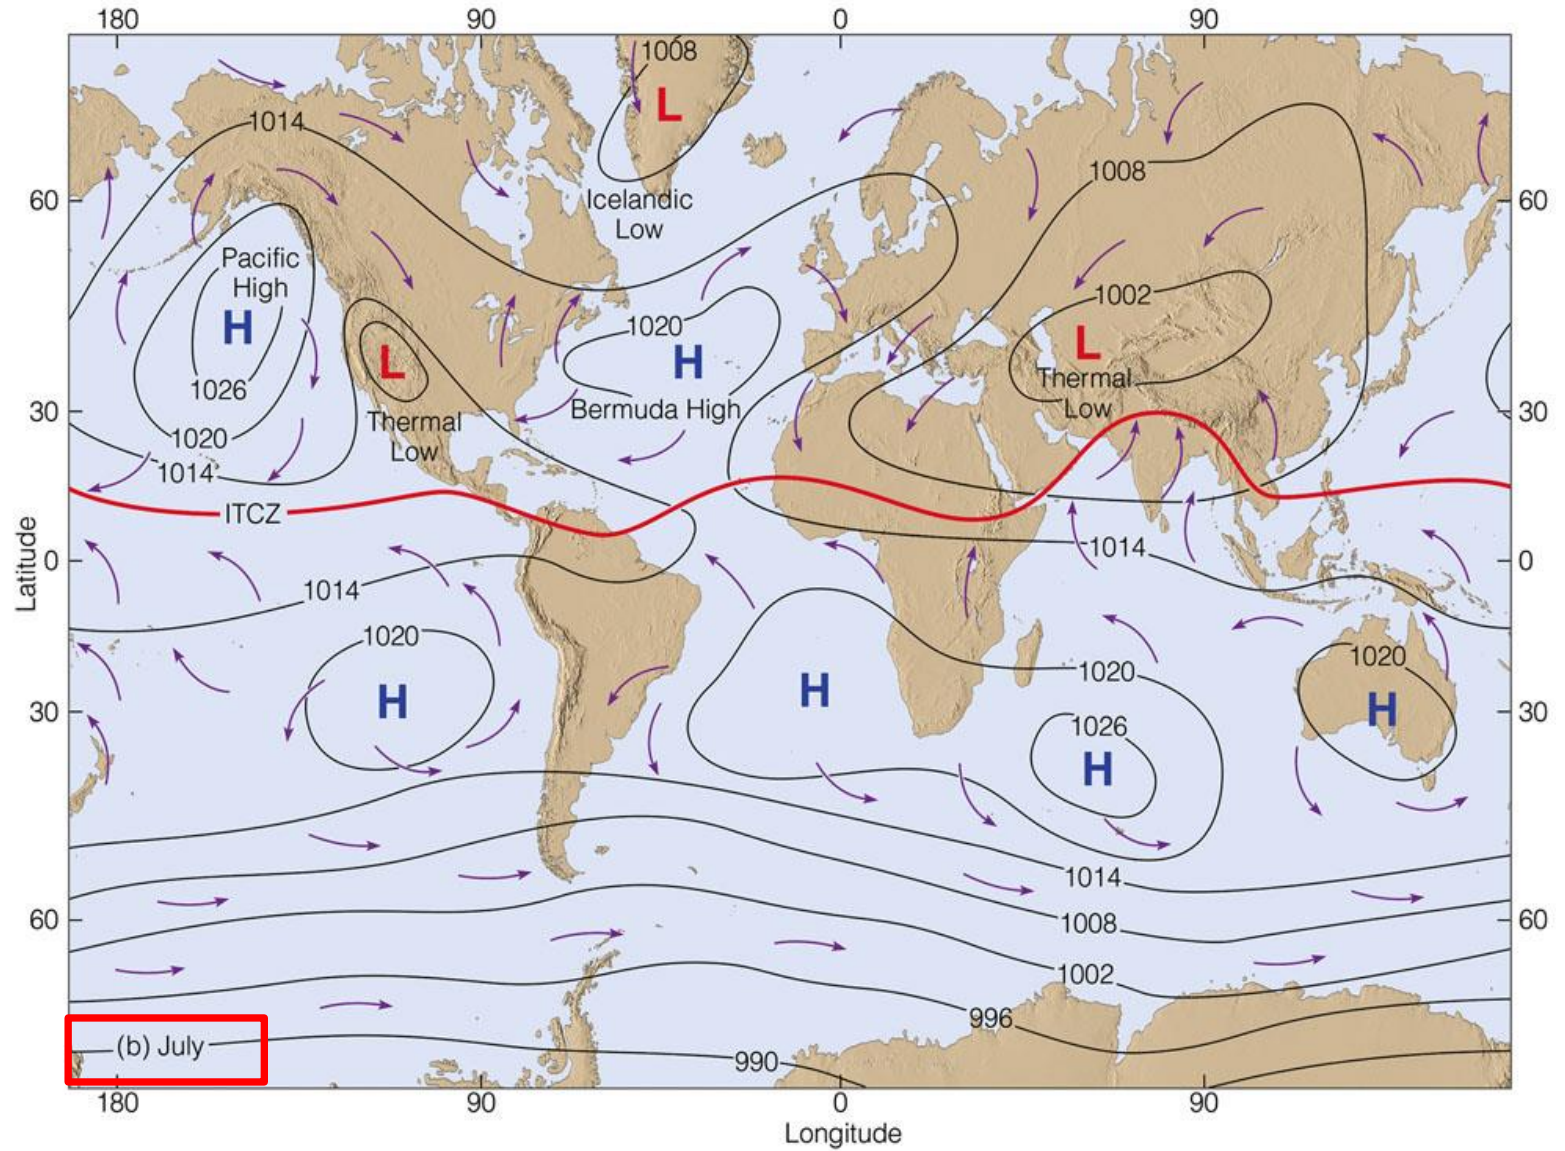 180 90 0 90
1008
L
1014
1008
60 Icelandic 60
Low
Pacific
High
H
1002
1020
L
L
H
1026
Thermal
Low
30 Bermuda High 30
Thermal
Low
1020
1014
ITCZ
Latitude
0 1014 0
1014
1020
1020
1020
H
H
H
30 30
1026
H
1014
60 1008 60
1002
996
(b) July
990
180 90 0 90
Longitude